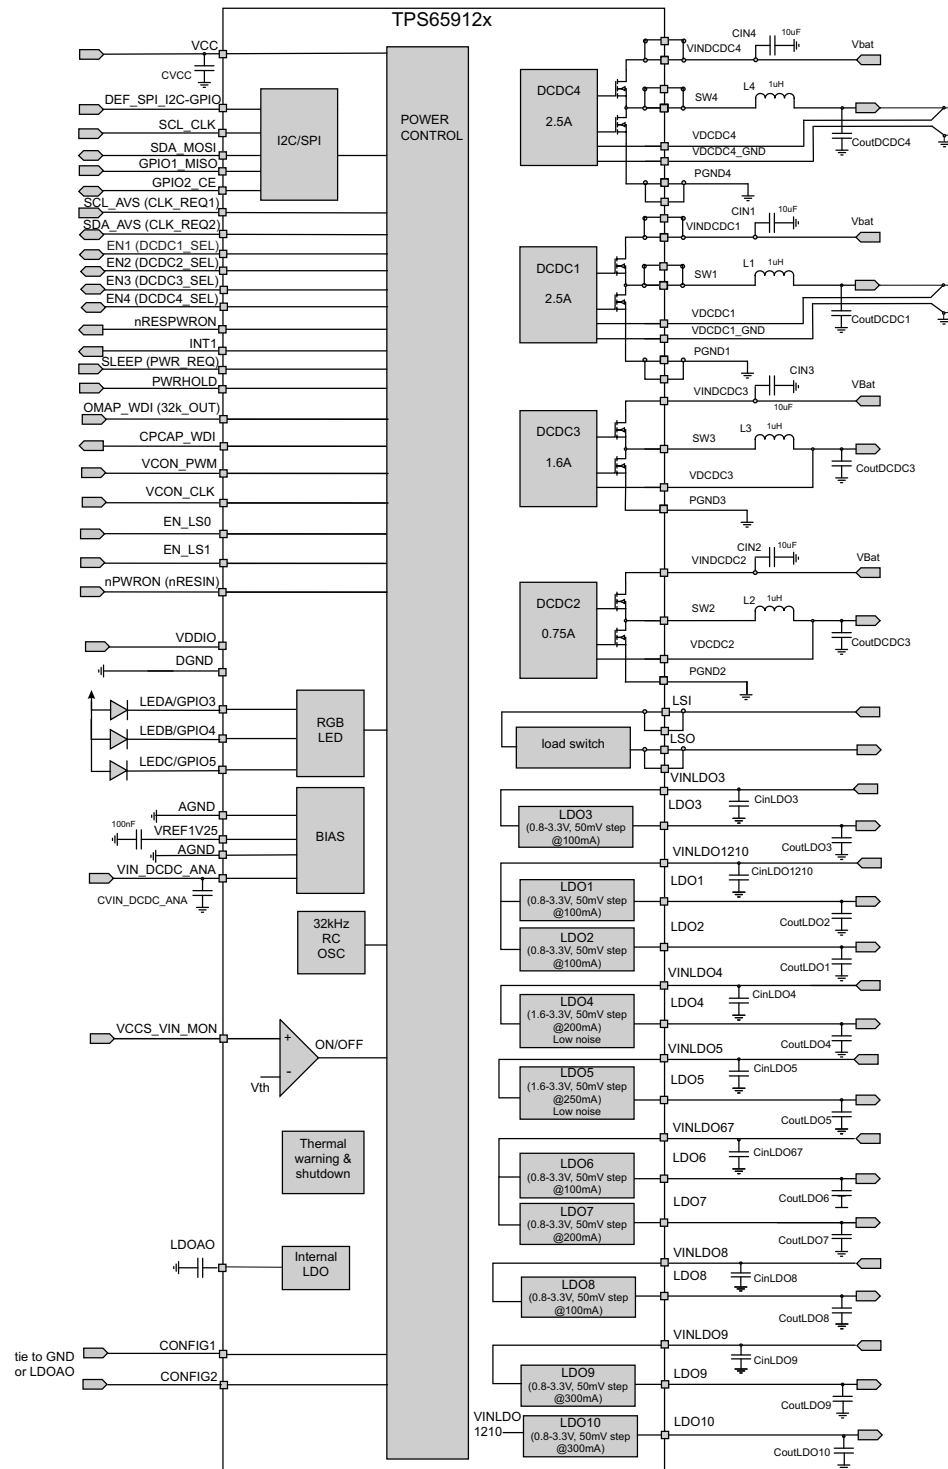 TPS65912x
VCC
CVCC
DEF_SPI_I2C-GPIO
SCL_CLK
SDA_MOSI
GPIO1_MISO
GPIO2_CE
SCL_AVS (CLK_REQ1)
SDA_AVS (CLK_REQ2)
EN1 (DCDC1_SEL)
EN2 (DCDC2_SEL)
EN3 (DCDC3_SEL)
EN4 (DCDC4_SEL)
nRESPWRON
INT1
SLEEP (PWR_REQ)
PWRHOLD
OMAP_WDI (32k_OUT)
CPCAP_WDI
VCON_PWM
VCON_CLK
EN_LS0
EN_LS1
nPWRON (nRESIN)
VDDIO
DGND
LEDA/GPIO3
LEDB/GPIO4
LEDC/GPIO5
AGND
100nF
VREF1V25
AGND
VIN_DCDC_ANA
CVIN_DCDC_ANA
VCCS_VIN_MON
LDOAO
CONFIG1
tie to GND
or LDOAO
CONFIG2
I2C/SPI
RGB
LED
BIAS
32kHz
RC
OSC
+
-
Vth
ON/OFF
Thermal
warning &
shutdown
Internal
LDO
POWER
CONTROL
DCDC4
2.5A
VINDCDC4
CIN4
10uF
Vbat
SW4
L4
1uH
VDCDC4
VDCDC4_GND
CoutDCDC4
PGND4
DCDC1
2.5A
VINDCDC1
CIN1
10uF
Vbat
SW1
L1
1uH
VDCDC1
VDCDC1_GND
CoutDCDC1
PGND1
DCDC3
1.6A
VINDCDC3
CIN3
10uF
VBat
SW3
L3
1uH
VDCDC3
CoutDCDC3
PGND3
DCDC2
0.75A
VINDCDC2
CIN2
10uF
VBat
SW2
L2
1uH
VDCDC2
CoutDCDC3
PGND2
LSI
load switch
LSO
VINLDO3
CinLDO3
LDO3
LDO3
(0.8-3.3V, 50mV step
@100mA)
CoutLDO3
VINLDO1210
CinLDO1210
LDO1
LDO1
(0.8-3.3V, 50mV step
@100mA)
CoutLDO2
LDO2
LDO2
(0.8-3.3V, 50mV step
@100mA)
CoutLDO1
VINLDO4
CinLDO4
LDO4
LDO4
(1.6-3.3V, 50mV step
@200mA)
Low noise
CoutLDO4
VINLDO5
CinLDO5
LDO5
LDO5
(1.6-3.3V, 50mV step
@250mA)
Low noise
CoutLDO5
VINLDO67
CinLDO67
LDO6
LDO6
(0.8-3.3V, 50mV step
@100mA)
CoutLDO6
LDO7
LDO7
(0.8-3.3V, 50mV step
@200mA)
CoutLDO7
VINLDO8
CinLDO8
LDO8
LDO8
(0.8-3.3V, 50mV step
@100mA)
CoutLDO8
VINLDO9
CinLDO9
LDO9
LDO9
(0.8-3.3V, 50mV step
@300mA)
CoutLDO9
VINLDO
1210
LDO10
LDO10
(0.8-3.3V, 50mV step
@300mA)
CoutLDO10